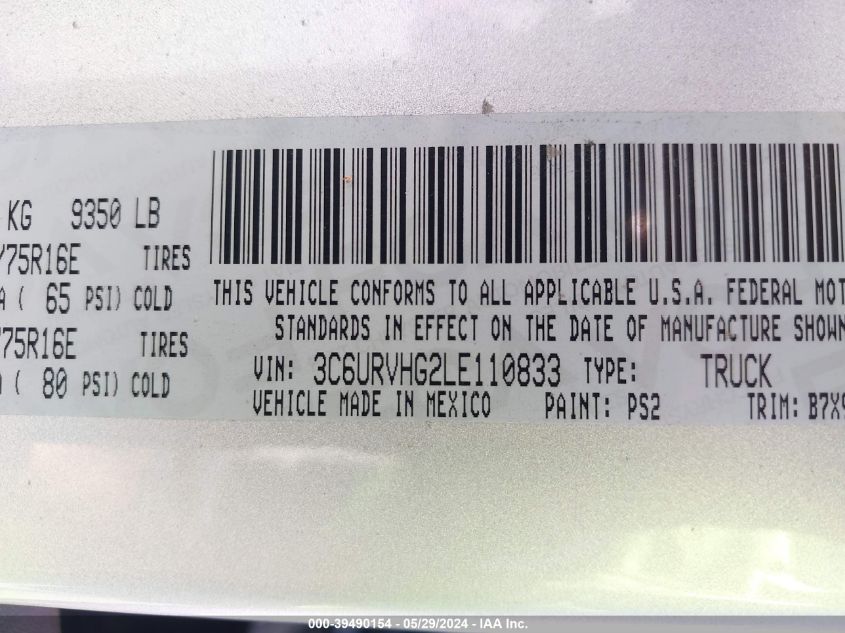 KG 9350 LB
/75R16E TIRES
A ( 65 PSI) COLD
/75R16E TIRES
( 80 PSI) COLD
THIS VEHICLE CONFORMS TO ALL APPLICABLE U.S.A. FEDERAL MOT
STANDARDS IN EFFECT ON THE DATE OF MANUFACTURE SHOWN
VIN: 3C6URVHG2LE110833 TYPE: TRUCK
VEHICLE MADE IN MEXICO PAINT: PS2 TRIM: B7X9
000-39490154 - 05/29/2024 - IAA Inc.